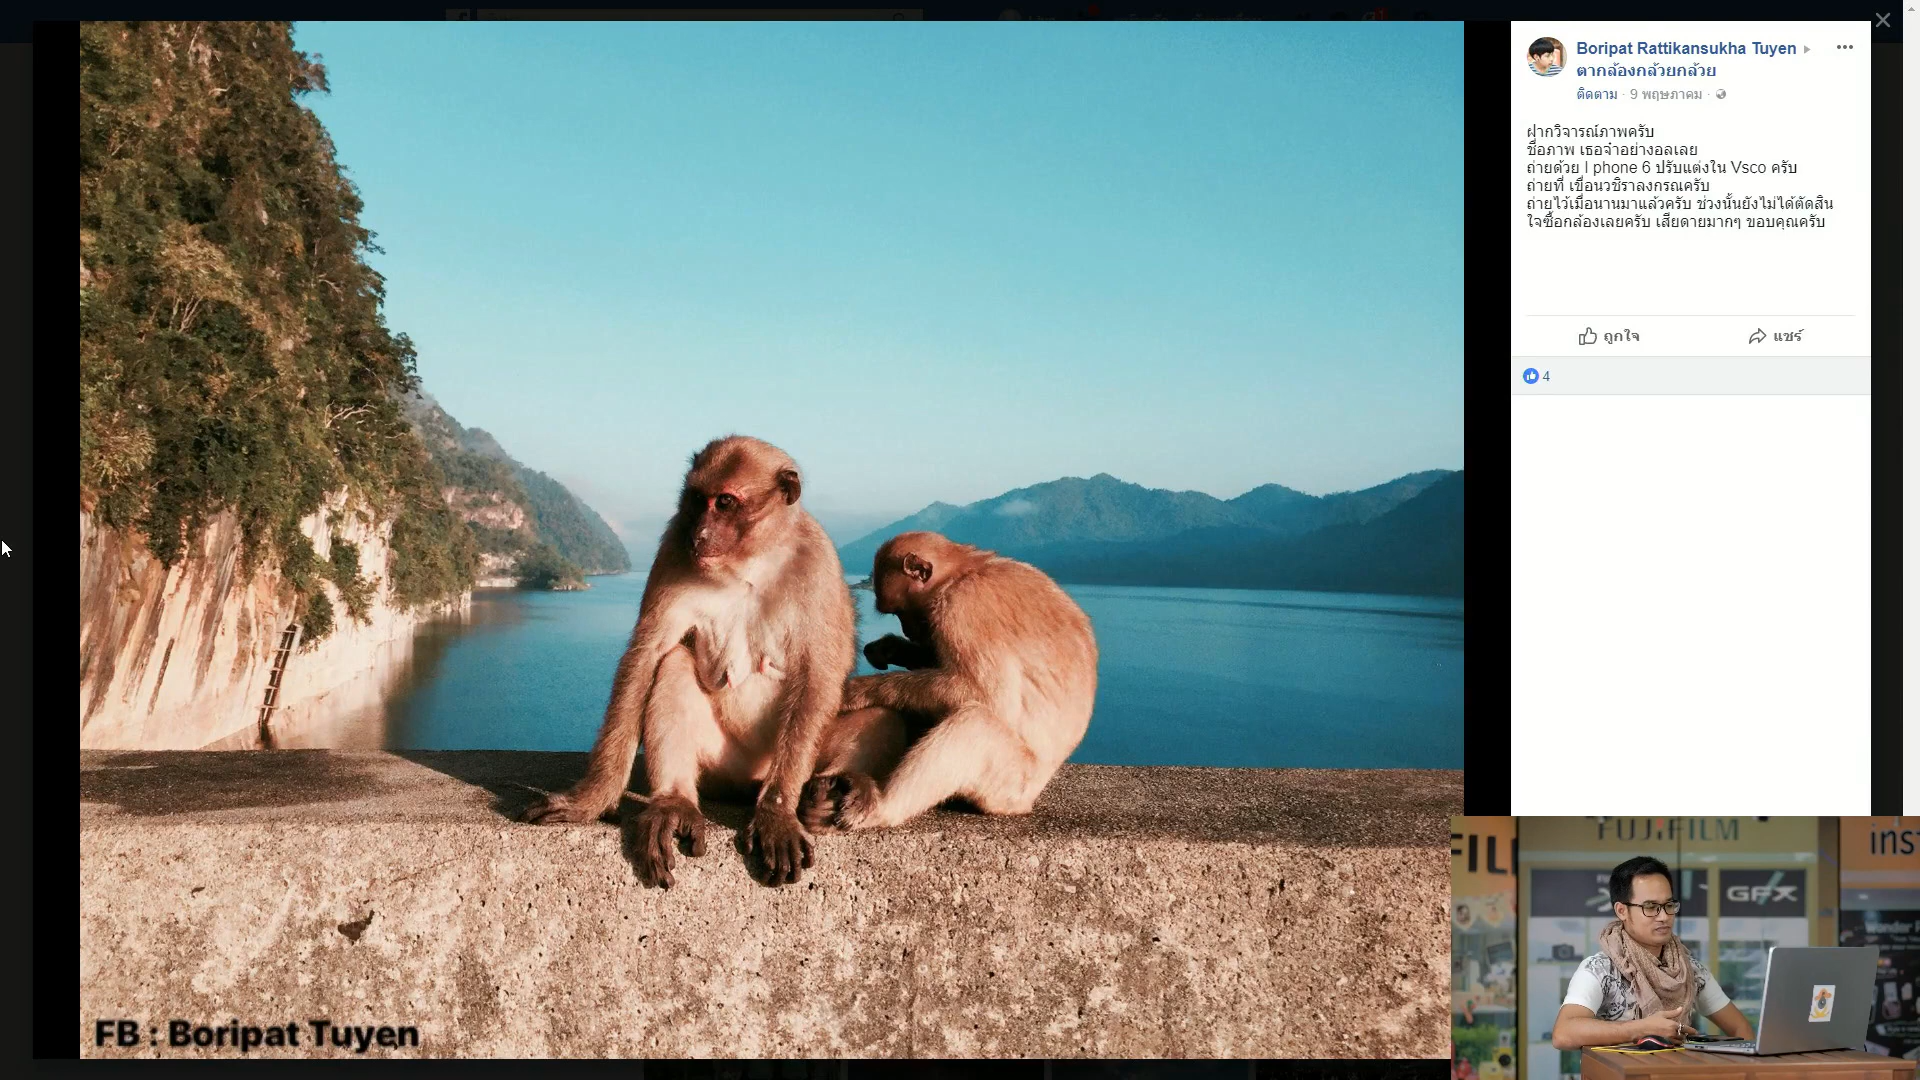 Boripat Rattikansukha Tuyen
ตากล้องกล้วยกล้วย
ติดตาม · 9 พฤษภาคม ·
ฝากวิจารณ์ภาพครับ
ชื่อภาพ เธอจ๋าอย่างอลเลย
ถ่ายด้วย I phone 6 ปรับแต่งใน Vsco ครับ
ถ่ายที่ เขื่อนวชิราลงกรณครับ
ถ่ายไว้เมื่อนานมาแล้วครับ ช่วงนั้นยังไม่ได้ตัดสิน
ใจซื้อกล้องเลยครับ เสียดายมากๆ ขอบคุณครับ
ถูกใจ
แชร์
4
FB : Boripat Tuyen
FUJIFILM
GFX